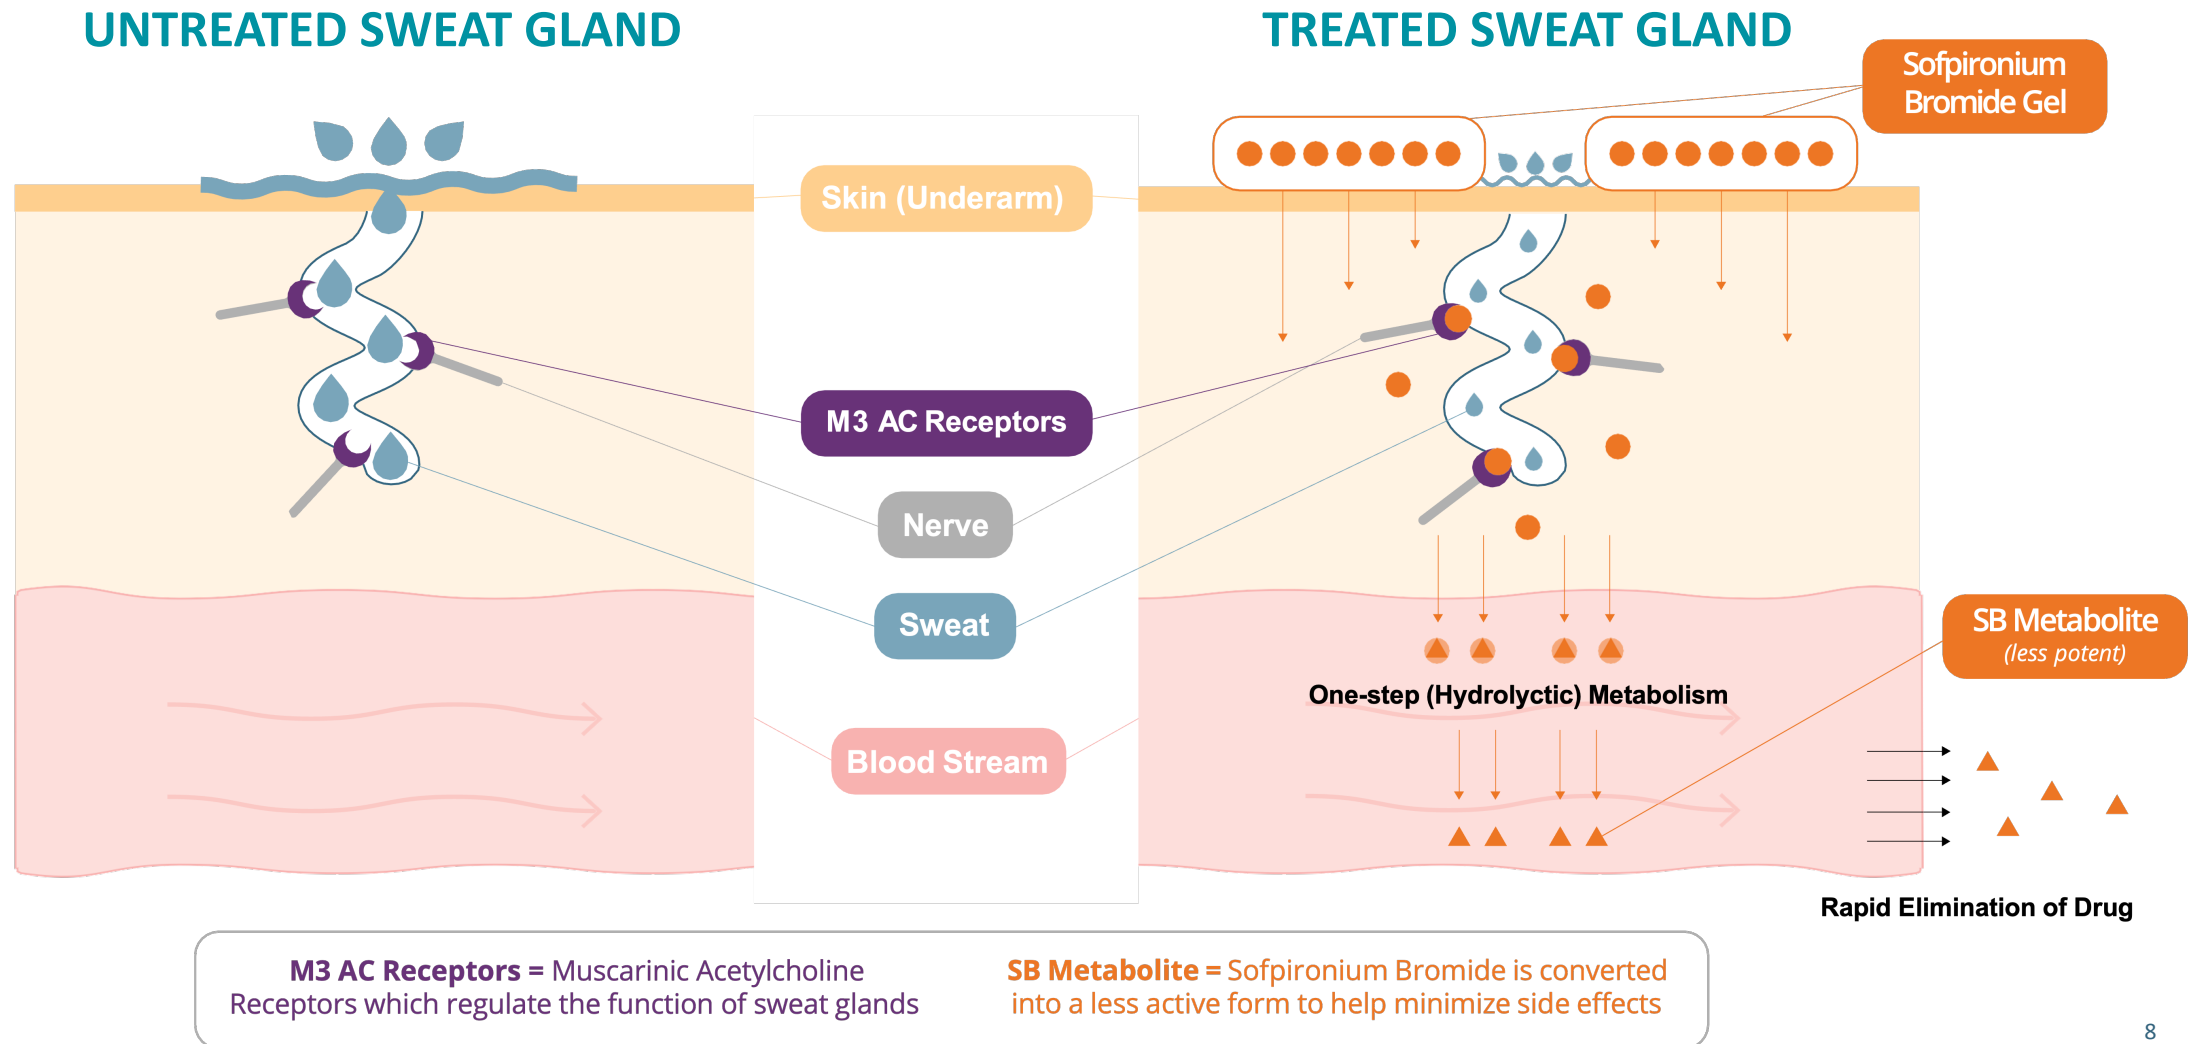 UNTREATED SWEAT GLAND
TREATED SWEAT GLAND
Sofpironium
Bromide Gel
Skin (Underarm)
M3 AC Receptors
Nerve
Sweat
Blood Stream
SB Metabolite
(less potent)
One-step (Hydrolyctic) Metabolism
Rapid Elimination of Drug
M3 AC Receptors = Muscarinic Acetylcholine
Receptors which regulate the function of sweat glands
SB Metabolite = Sofpironium Bromide is converted
into a less active form to help minimize side effects
8